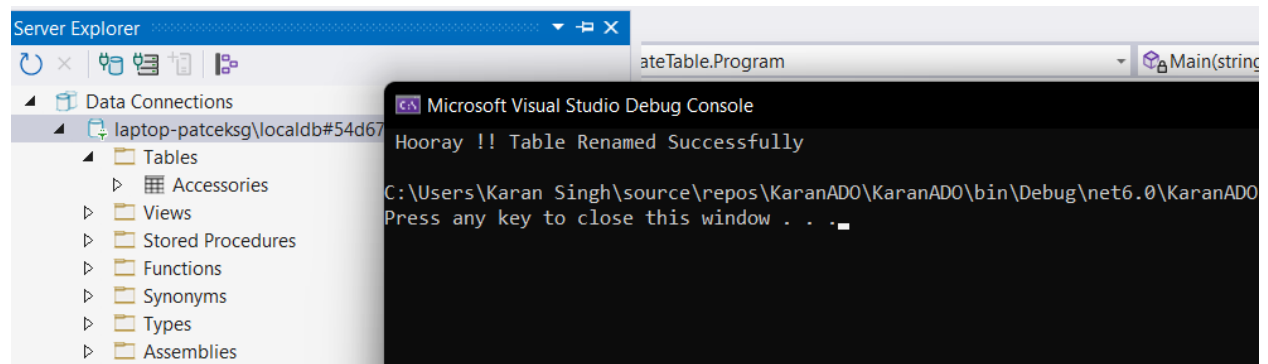 Server Explorer
Data Connections
laptop-patceksg\localdb#54d67
Tables
Accessories
Views
Stored Procedures
Functions
Synonyms
Types
Assemblies
ateTable.Program
Main(string
Microsoft Visual Studio Debug Console
Hooray !! Table Renamed Successfully
C:\Users\Karan Singh\source\repos\KaranADO\KaranADO\bin\Debug\net6.0\KaranADO
Press any key to close this window . . .